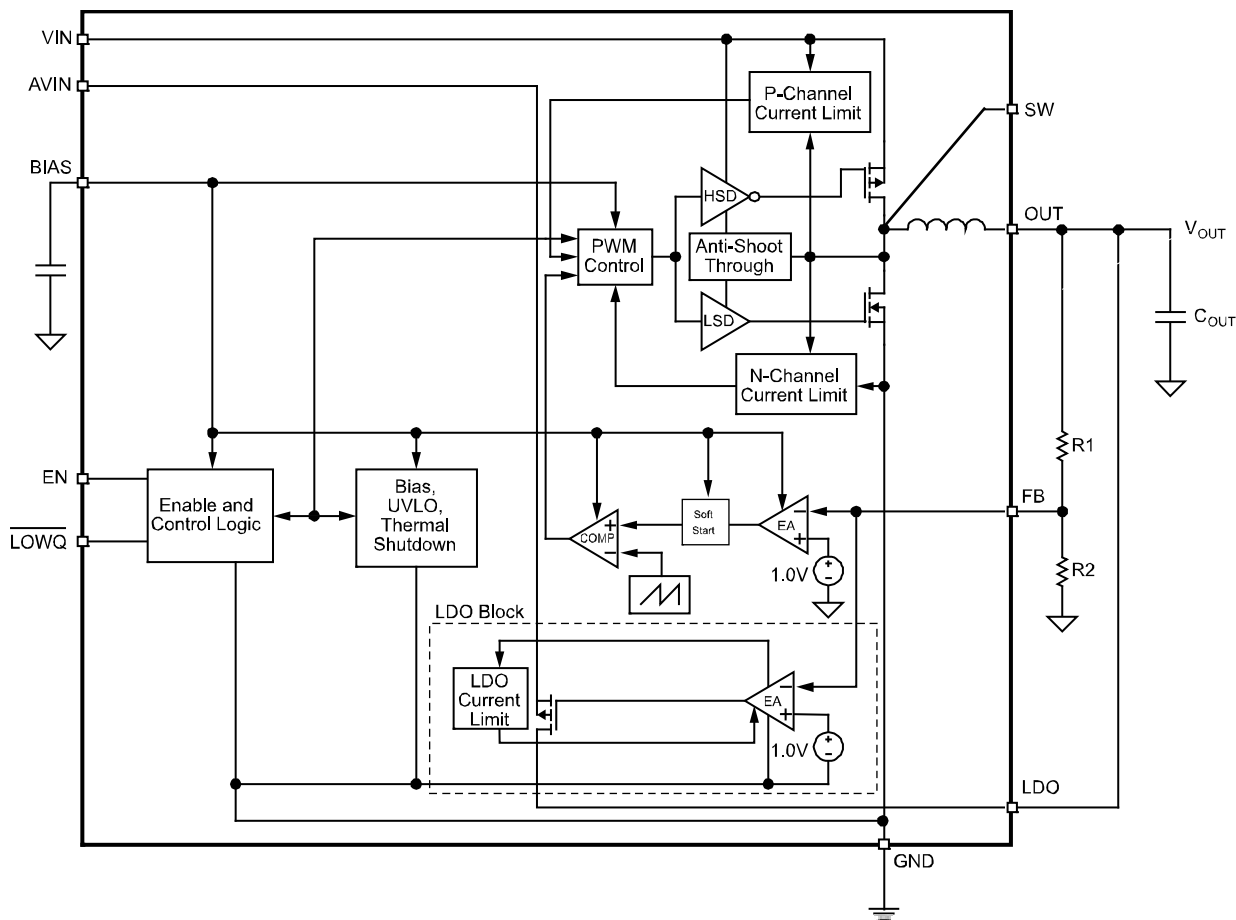 VIN
AVIN
BIAS
P-Channel
Current Limit
SW
HSD
OUT
VOUT
PWM
Control
Anti-Shoot
Through
LSD
COUT
N-Channel
Current Limit
R1
EN
LOWQ
Enable and
Control Logic
Bias,
UVLO,
Thermal
Shutdown
COMP
+
−
Soft
Start
EA
−
+
1.0V
+
−
FB
R2
LDO Block
LDO
Current
Limit
EA
−
+
1.0V
+
−
LDO
GND